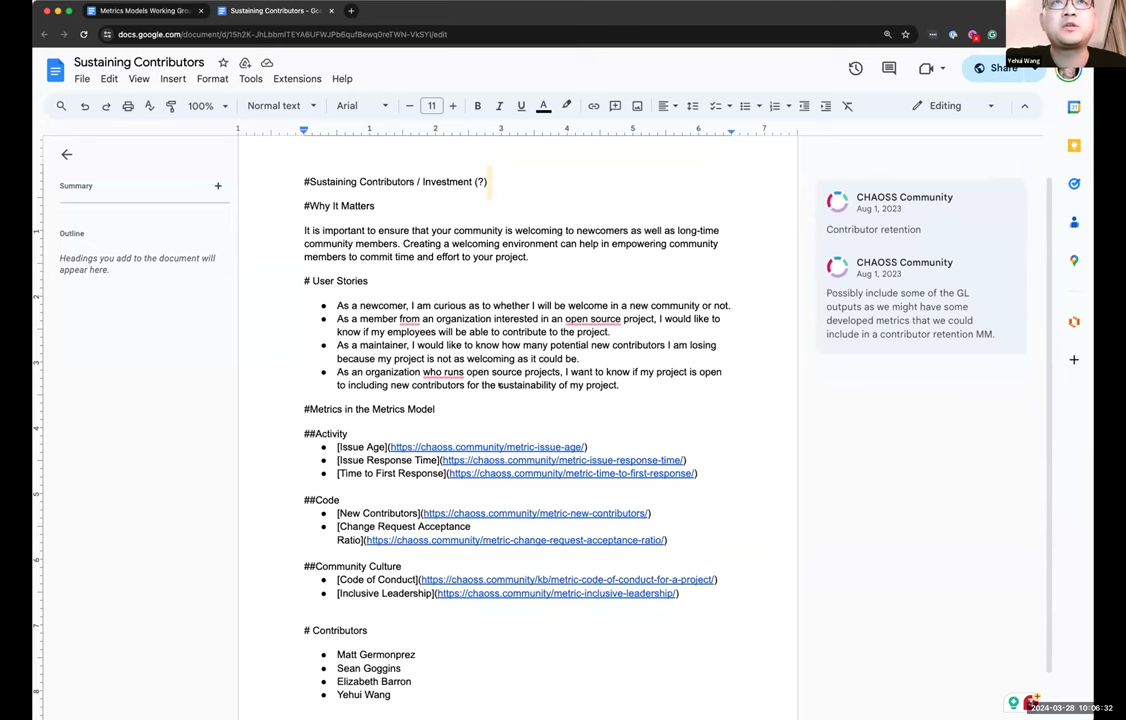 Metrics Models Working Grou
Sustaining Contributors - Goo
docs.google.com/document/d/15h2K-JhLbbmITEYA6UFWJPb6qufBewq0reTWN-VkSYI/edit
Yehui Wang
Sustaining Contributors
File Edit View Insert Format Tools Extensions Help
Share
100% Normal text Arial 11 Editing
1 1 2 3 4 5 6 7
Summary
Outline
Headings you add to the document will
appear here.
#Sustaining Contributors / Investment (?)
#Why It Matters
It is important to ensure that your community is welcoming to newcomers as well as long-time
community members. Creating a welcoming environment can help in empowering community
members to commit time and effort to your project.
# User Stories
As a newcomer, I am curious as to whether I will be welcome in a new community or not.
As a member from an organization interested in an open source project, I would like to
know if my employees will be able to contribute to the project.
As a maintainer, I would like to know how many potential new contributors I am losing
because my project is not as welcoming as it could be.
As an organization who runs open source projects, I want to know if my project is open
to including new contributors for the sustainability of my project.
#Metrics in the Metrics Model
##Activity
[Issue Age](https://chaoss.community/metric-issue-age/)
[Issue Response Time](https://chaoss.community/metric-issue-response-time/)
[Time to First Response](https://chaoss.community/metric-time-to-first-response/)
##Code
[New Contributors](https://chaoss.community/metric-new-contributors/)
[Change Request Acceptance
Ratio](https://chaoss.community/metric-change-request-acceptance-ratio/)
##Community Culture
[Code of Conduct](https://chaoss.community/kb/metric-code-of-conduct-for-a-project/)
[Inclusive Leadership](https://chaoss.community/metric-inclusive-leadership/)
# Contributors
Matt Germonprez
Sean Goggins
Elizabeth Barron
Yehui Wang
CHAOSS Community
Aug 1, 2023
Contributor retention
CHAOSS Community
Aug 1, 2023
Possibly include some of the GL
outputs as we might have some
developed metrics that we could
include in a contributor retention MM.
2024-03-28 10:06:32